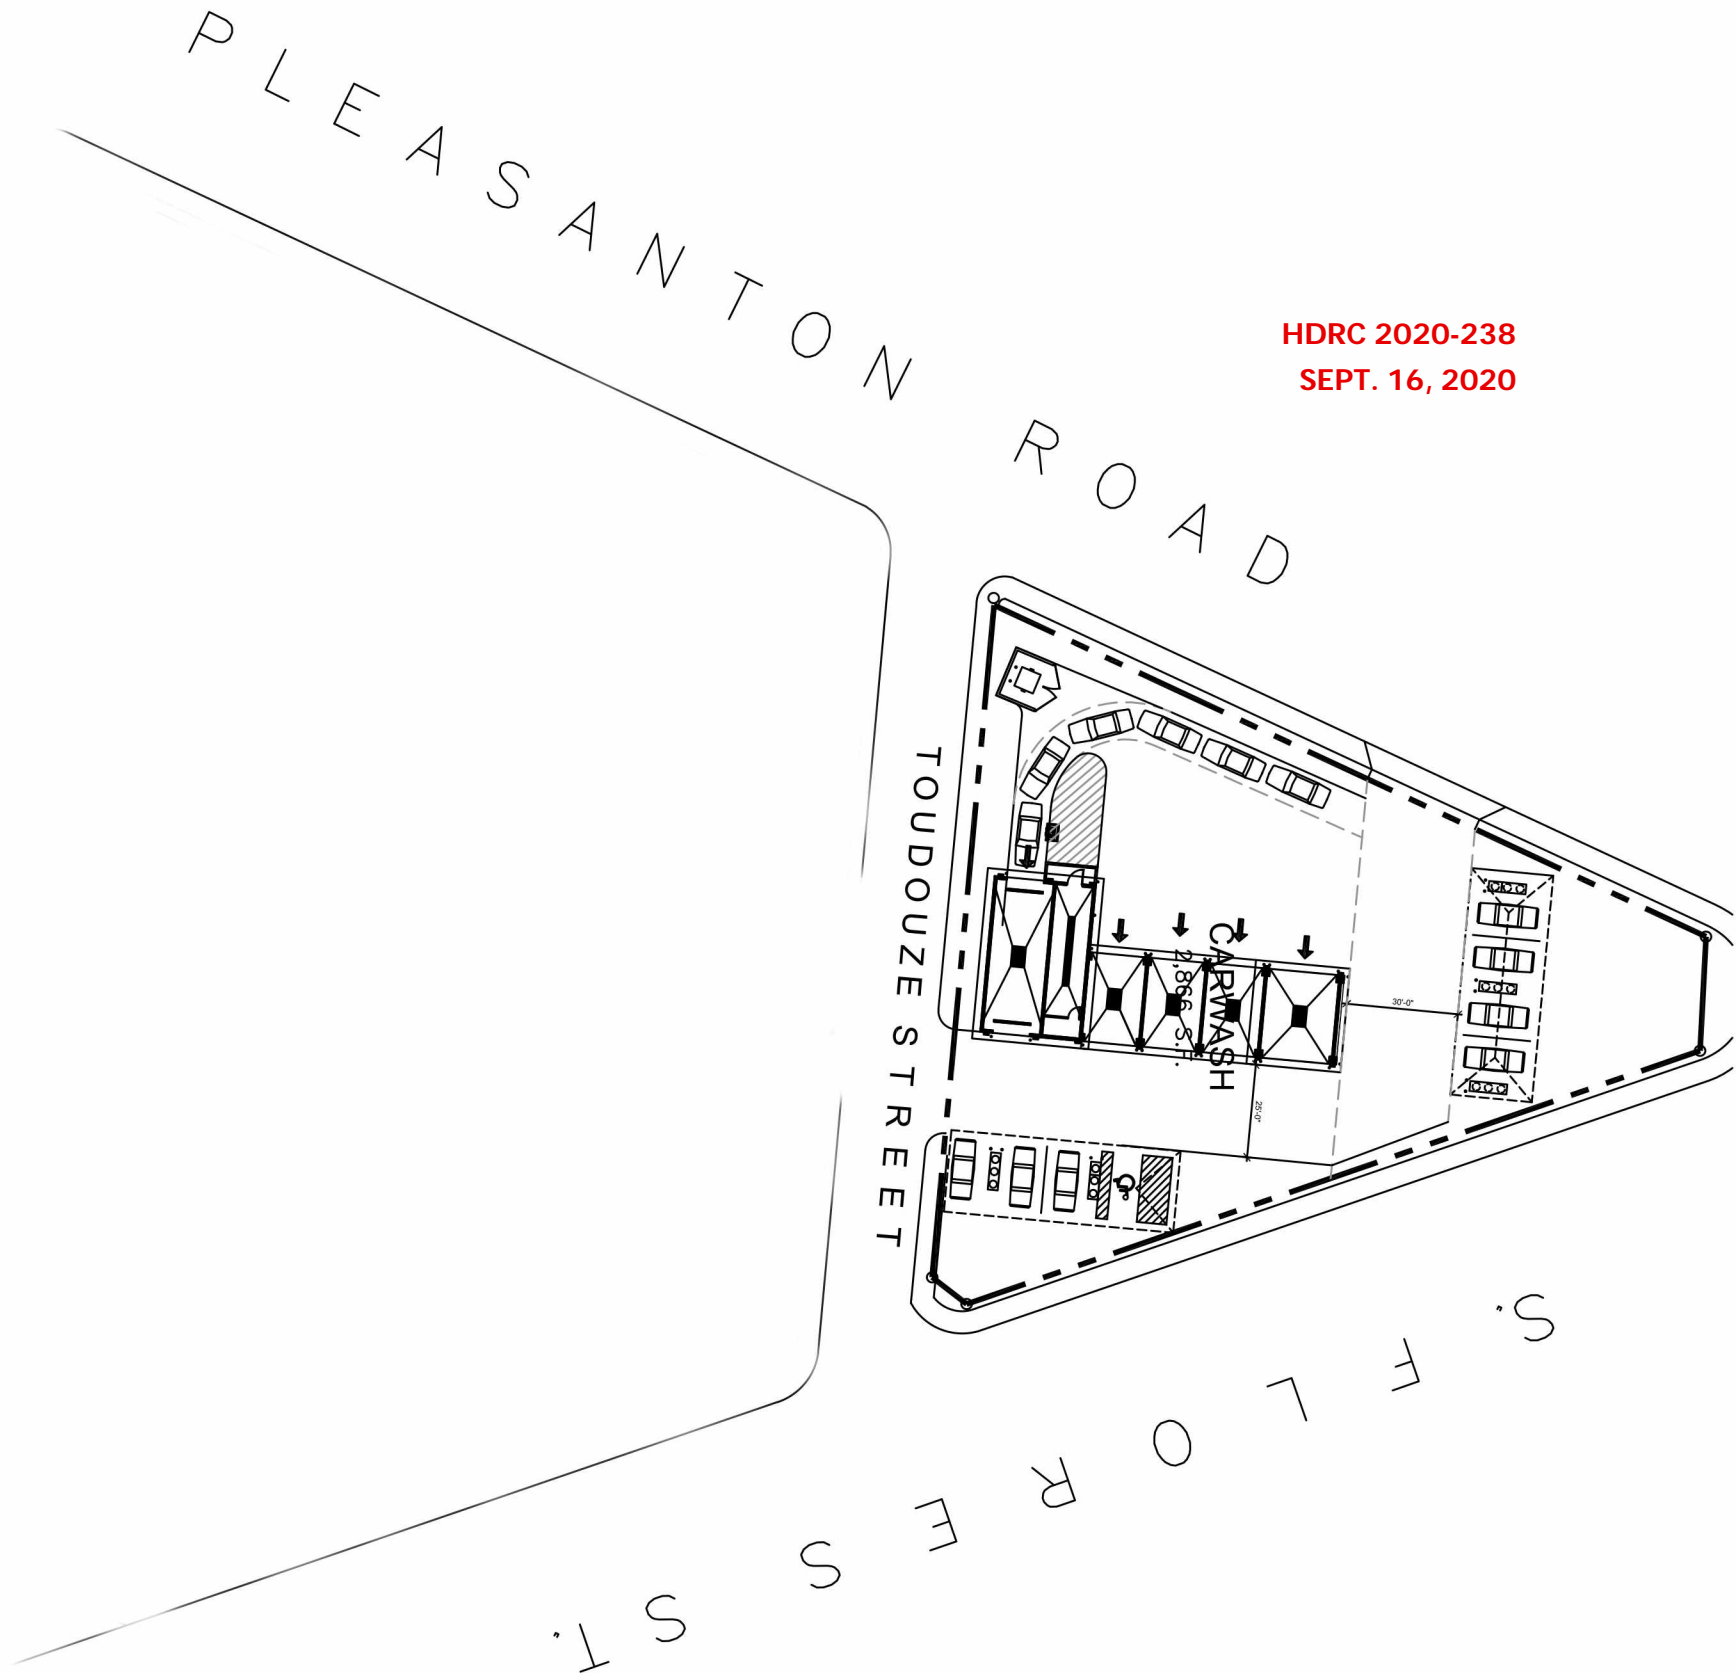 PLEASANTON ROAD
HDRC 2020-238
SEPT. 16, 2020
TOUDOUZE STREET
CARWASH
2,866 S.F.
30'-0"
25'-0"
S. FLORES ST.